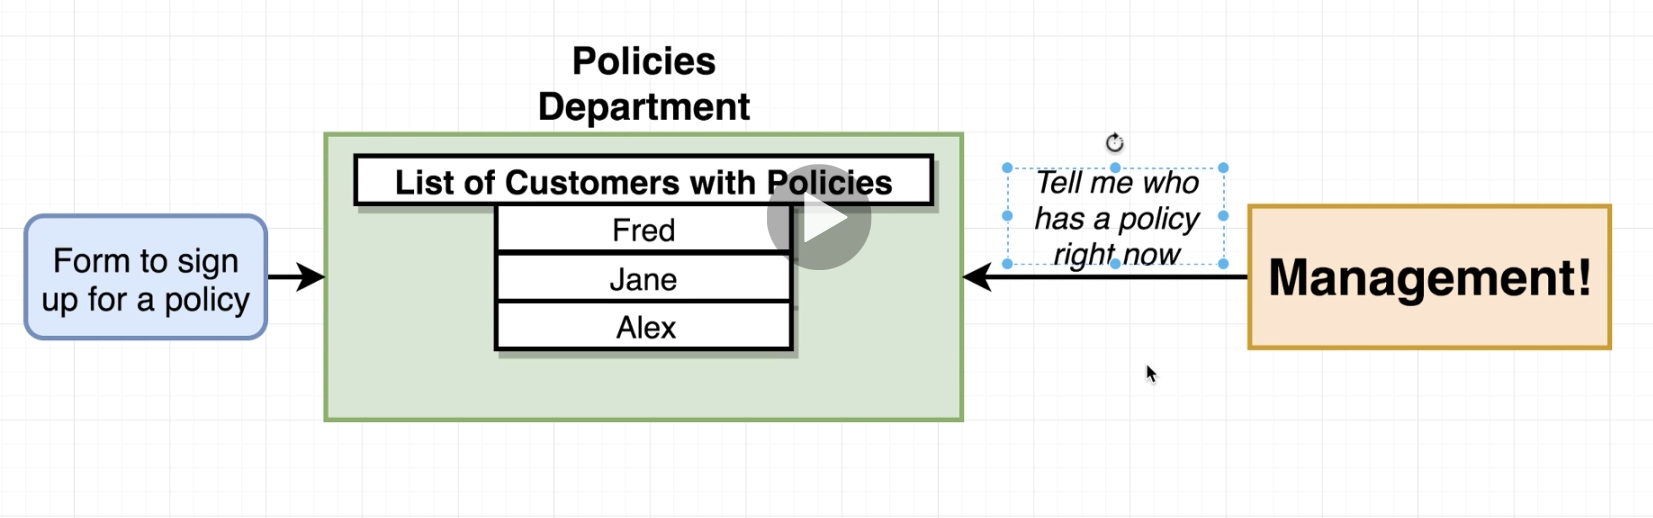 Policies
Department
List of Customers with Policies
Fred
Jane
Alex
Form to sign
up for a policy
Tell me who
has a policy
right now
Management!